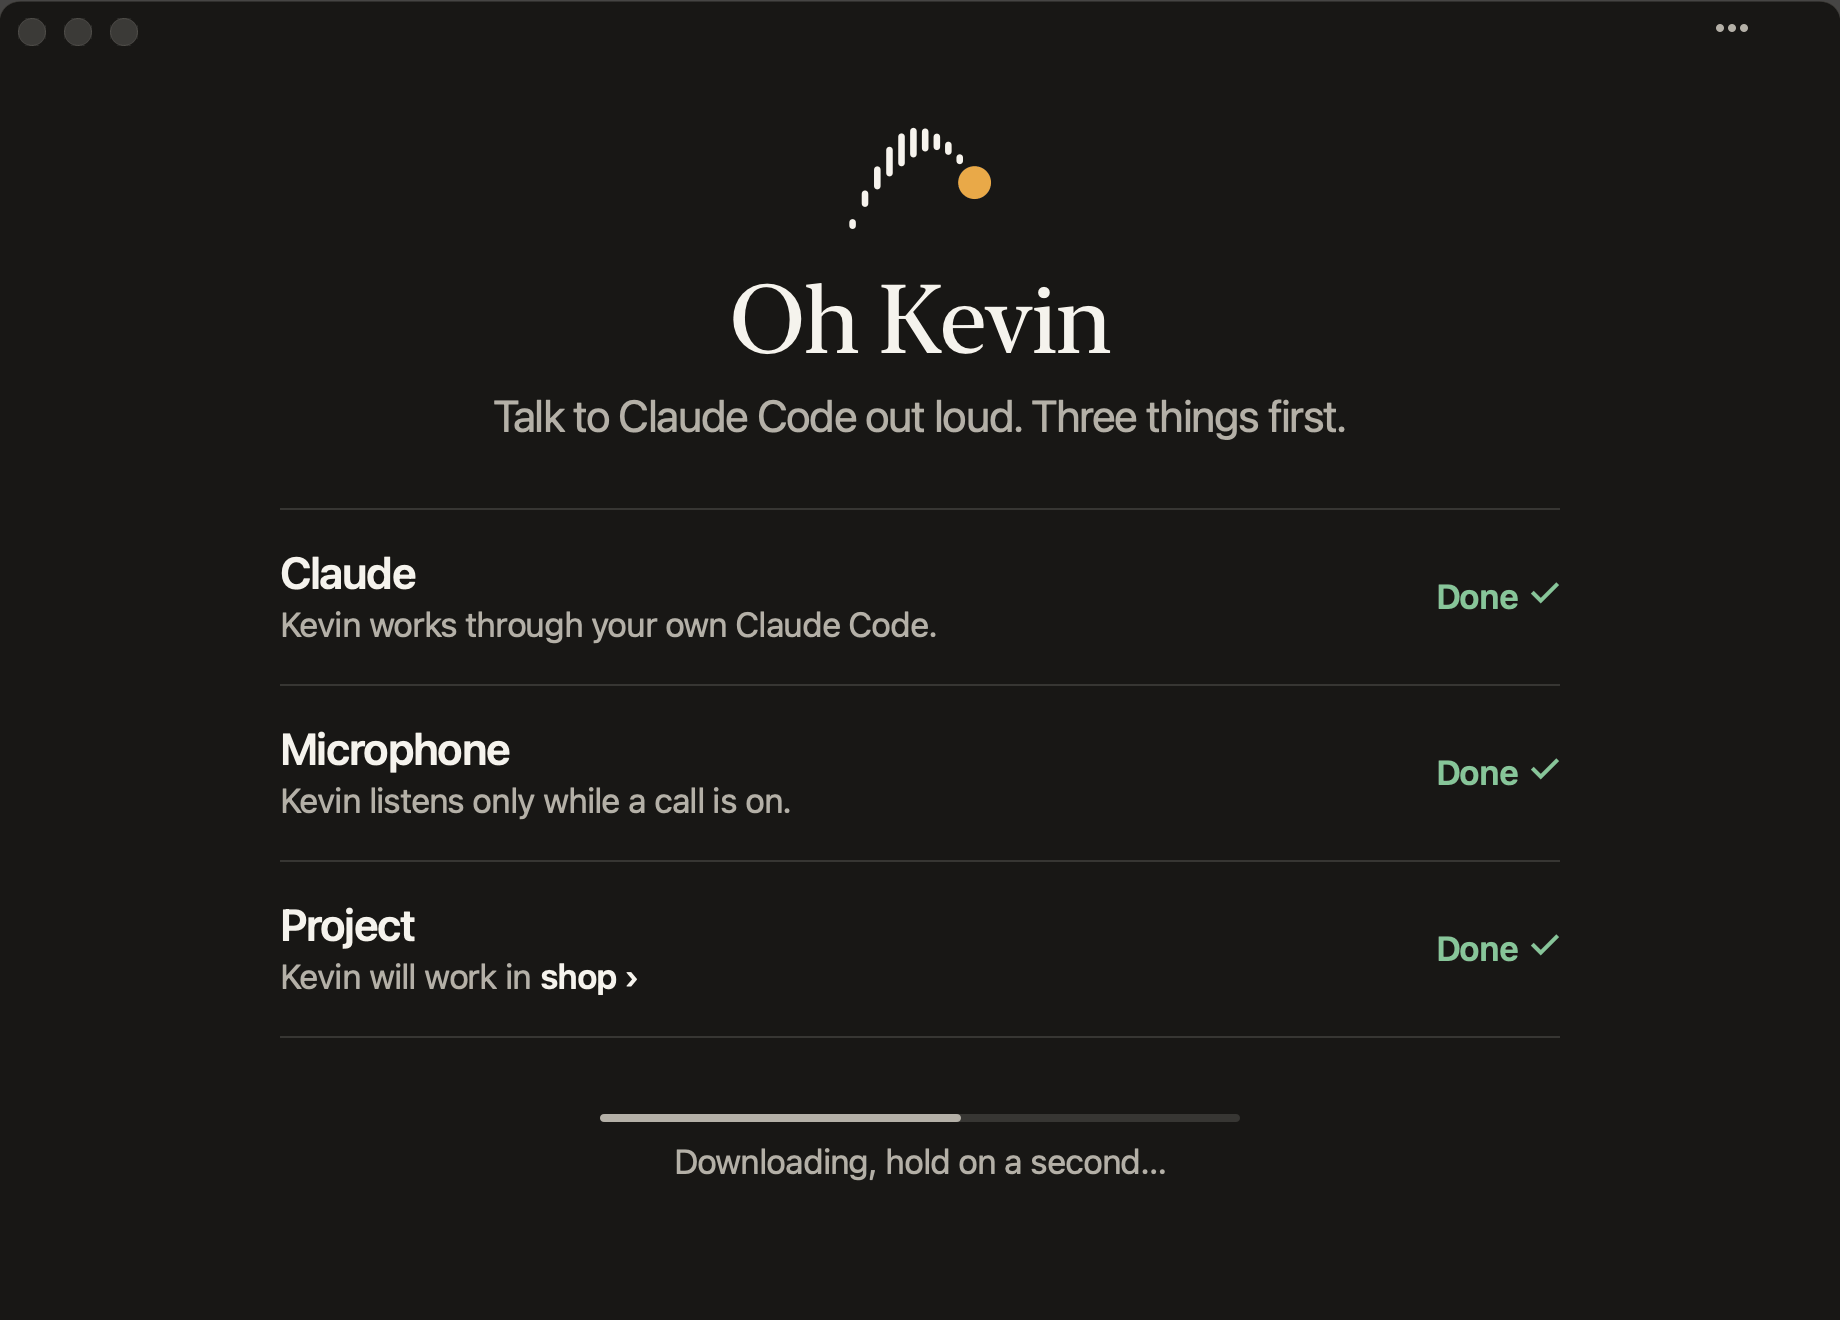 Oh Kevin
Talk to Claude Code out loud. Three things first.
Claude
Kevin works through your own Claude Code.
Done
Microphone
Kevin listens only while a call is on.
Done
Project
Kevin will work in shop ›
Done
Downloading, hold on a second...